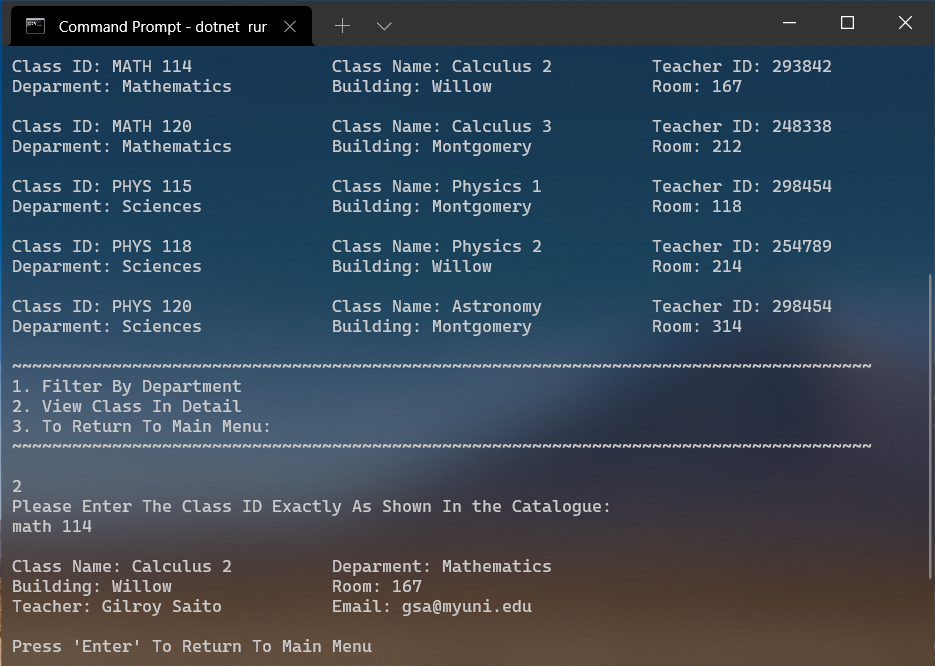 Command Prompt - dotnet rur
Class ID: MATH 114 Class Name: Calculus 2 Teacher ID: 293842
Deparment: Mathematics Building: Willow Room: 167
Class ID: MATH 120 Class Name: Calculus 3 Teacher ID: 248338
Deparment: Mathematics Building: Montgomery Room: 212
Class ID: PHYS 115 Class Name: Physics 1 Teacher ID: 298454
Deparment: Sciences Building: Montgomery Room: 118
Class ID: PHYS 118 Class Name: Physics 2 Teacher ID: 254789
Deparment: Sciences Building: Willow Room: 214
Class ID: PHYS 120 Class Name: Astronomy Teacher ID: 298454
Deparment: Sciences Building: Montgomery Room: 314
~~~~~~~~~~~~~~~~~~~~~~~~~~~~~~~~~~~~~~~~~~~~~~~~~~~~~~~~~~~~~~~~~~~~~~~~~~~~~~~~~~~~~~
1. Filter By Department
2. View Class In Detail
3. To Return To Main Menu:
~~~~~~~~~~~~~~~~~~~~~~~~~~~~~~~~~~~~~~~~~~~~~~~~~~~~~~~~~~~~~~~~~~~~~~~~~~~~~~~~~~~~~~
2
Please Enter The Class ID Exactly As Shown In the Catalogue:
math 114
Class Name: Calculus 2 Deparment: Mathematics
Building: Willow Room: 167
Teacher: Gilroy Saito Email: gsa@myuni.edu
Press 'Enter' To Return To Main Menu